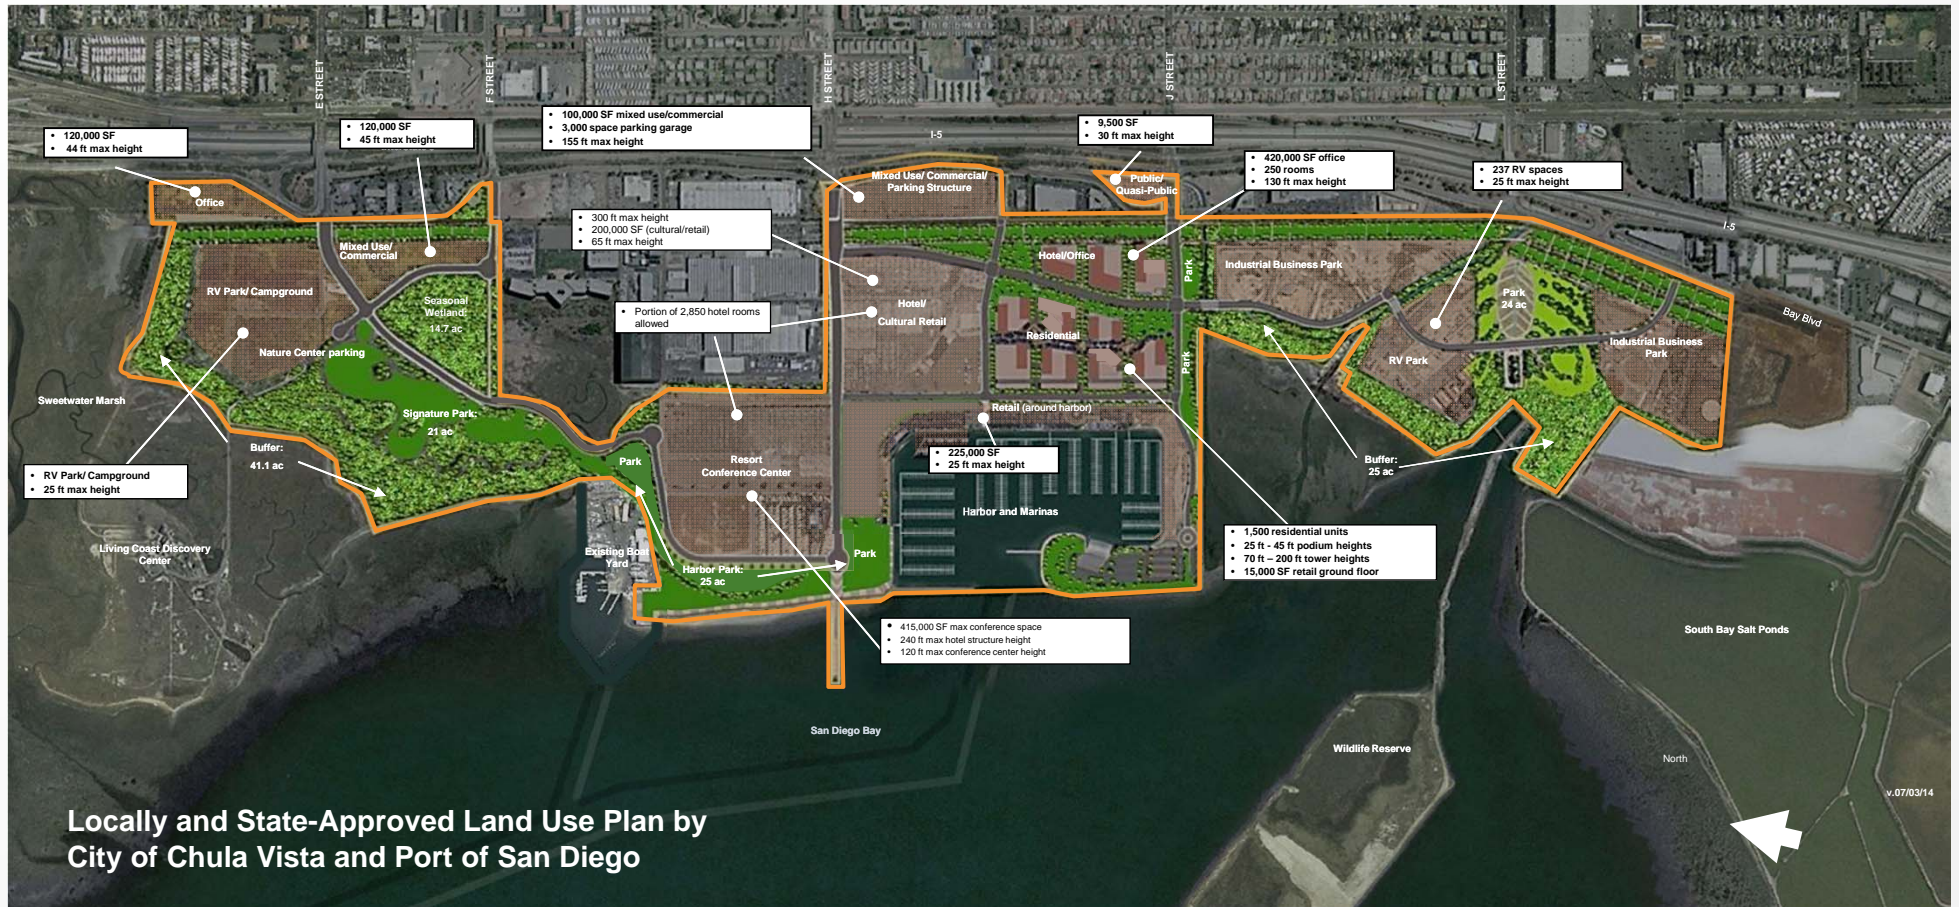 E STREET
F STREET
H STREET
J STREET
L STREET
I-5
• 120,000 SF
• 44 ft max height
• 120,000 SF
• 45 ft max height
• 100,000 SF mixed use/commercial
• 3,000 space parking garage
• 155 ft max height
• 9,500 SF
• 30 ft max height
• 420,000 SF office
• 250 rooms
• 130 ft max height
• 237 RV spaces
• 25 ft max height
Office
Mixed Use/ Commercial/
Parking Structure
Public/
Quasi-Public
I-5
• 300 ft max height
• 200,000 SF (cultural/retail)
• 65 ft max height
Mixed Use/
Commercial
Hotel/Office
Park
Industrial Business Park
RV Park/ Campground
Seasonal
Wetland:
14.7 ac
Park
24 ac
• Portion of 2,850 hotel rooms
allowed
Hotel/
Cultural Retail
Bay Blvd
Residential
Nature Center parking
Park
RV Park
Industrial Business
Park
Sweetwater Marsh
Signature Park:
21 ac
Retail (around harbor)
Buffer:
41.1 ac
• 225,000 SF
• 25 ft max height
Park
Resort
Conference Center
Buffer:
25 ac
• RV Park/ Campground
• 25 ft max height
Harbor and Marinas
• 1,500 residential units
• 25 ft - 45 ft podium heights
• 70 ft – 200 ft tower heights
• 15,000 SF retail ground floor
Living Coast Discovery
Center
Existing Boat
Yard
Park
Harbor Park:
25 ac
• 415,000 SF max conference space
• 240 ft max hotel structure height
• 120 ft max conference center height
South Bay Salt Ponds
San Diego Bay
Wildlife Reserve
North
v.07/03/14
Locally and State-Approved Land Use Plan by
City of Chula Vista and Port of San Diego